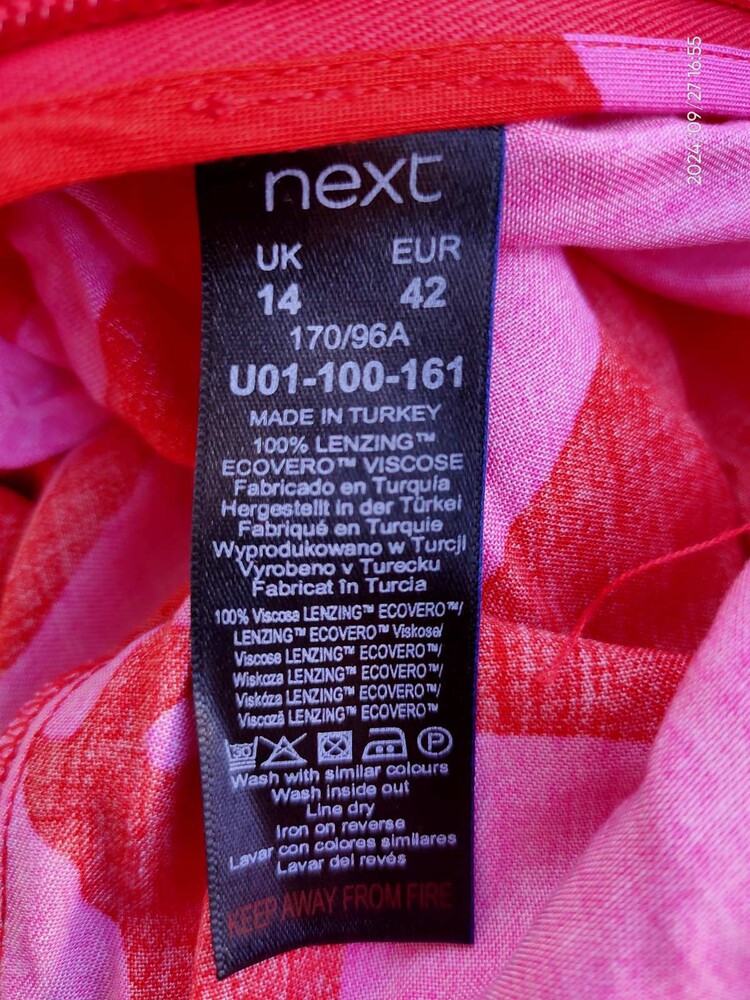 next
UK EUR
14 42
170/96A
U01-100-161
MADE IN TURKEY
100% LENZING™
ECOVERO™ VISCOSE
Fabricado en Turquía
Hergestellt in der Türkei
Fabriqué en Turquie
Wyprodukowano w Turcji
Vyrobeno v Turecku
Fabricat în Turcia
100% Viscosa LENZING™ ECOVERO™/
LENZING™ ECOVERO™ Viskose/
Viscose LENZING™ ECOVERO™/
Wiskoza LENZING™ ECOVERO™/
Viskóza LENZING™ ECOVERO™/
Viscoză LENZING™ ECOVERO™
30° P
Wash with similar colours
Wash inside out
Line dry
Iron on reverse
Lavar con colores similares
Lavar del revés
KEEP AWAY FROM FIRE
2024/09/27 16:55